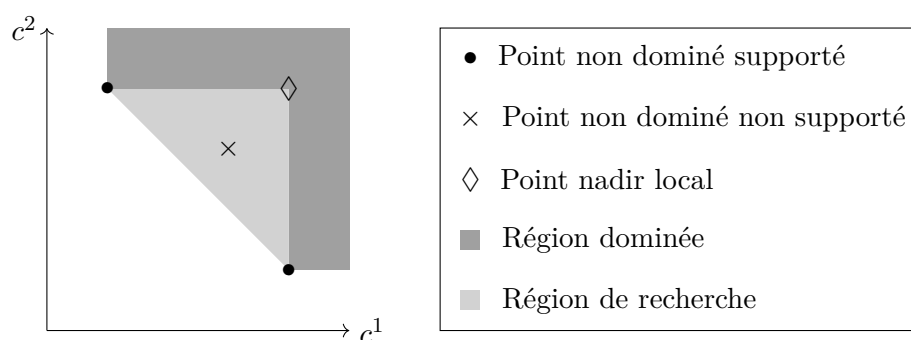 c²
c¹
Point non dominé supporté
Point non dominé non supporté
Point nadir local
Région dominée
Région de recherche